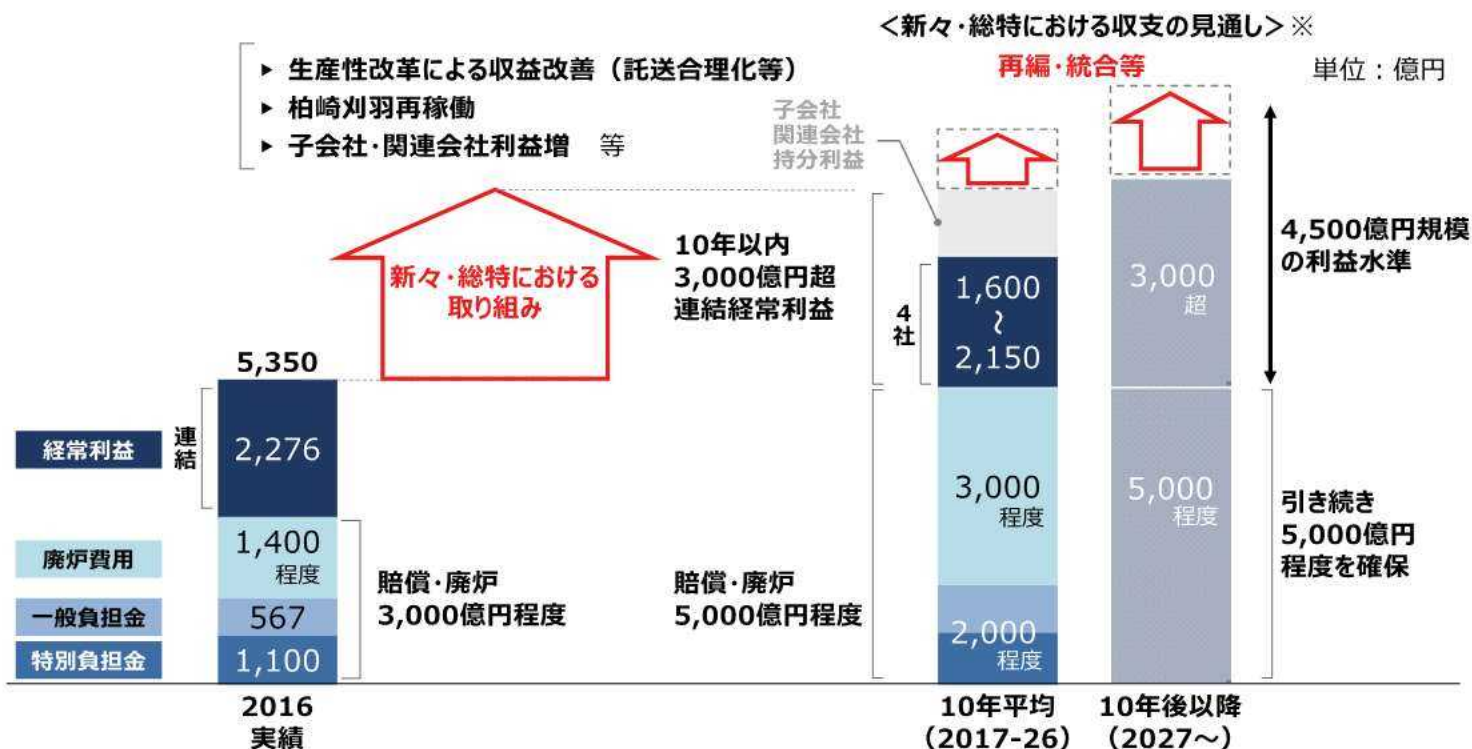 ＜新々・総特における収支の見通し＞※
▶ 生産性改革による収益改善（託送合理化等）
▶ 柏崎刈羽再稼働
▶ 子会社・関連会社利益増　等
再編・統合等
単位：億円
子会社
関連会社
持分利益
新々・総特における
取り組み
10年以内
3,000億円超
連結経常利益
4社
1,600
～
2,150
3,000
超
4,500億円規模
の利益水準
5,350
経常利益
連結
2,276
廃炉費用
1,400
程度
一般負担金
567
特別負担金
1,100
賠償・廃炉
3,000億円程度
賠償・廃炉
5,000億円程度
3,000
程度
2,000
程度
5,000
程度
引き続き
5,000億円
程度を確保
2016
実績
10年平均
（2017-26）
10年後以降
（2027～）